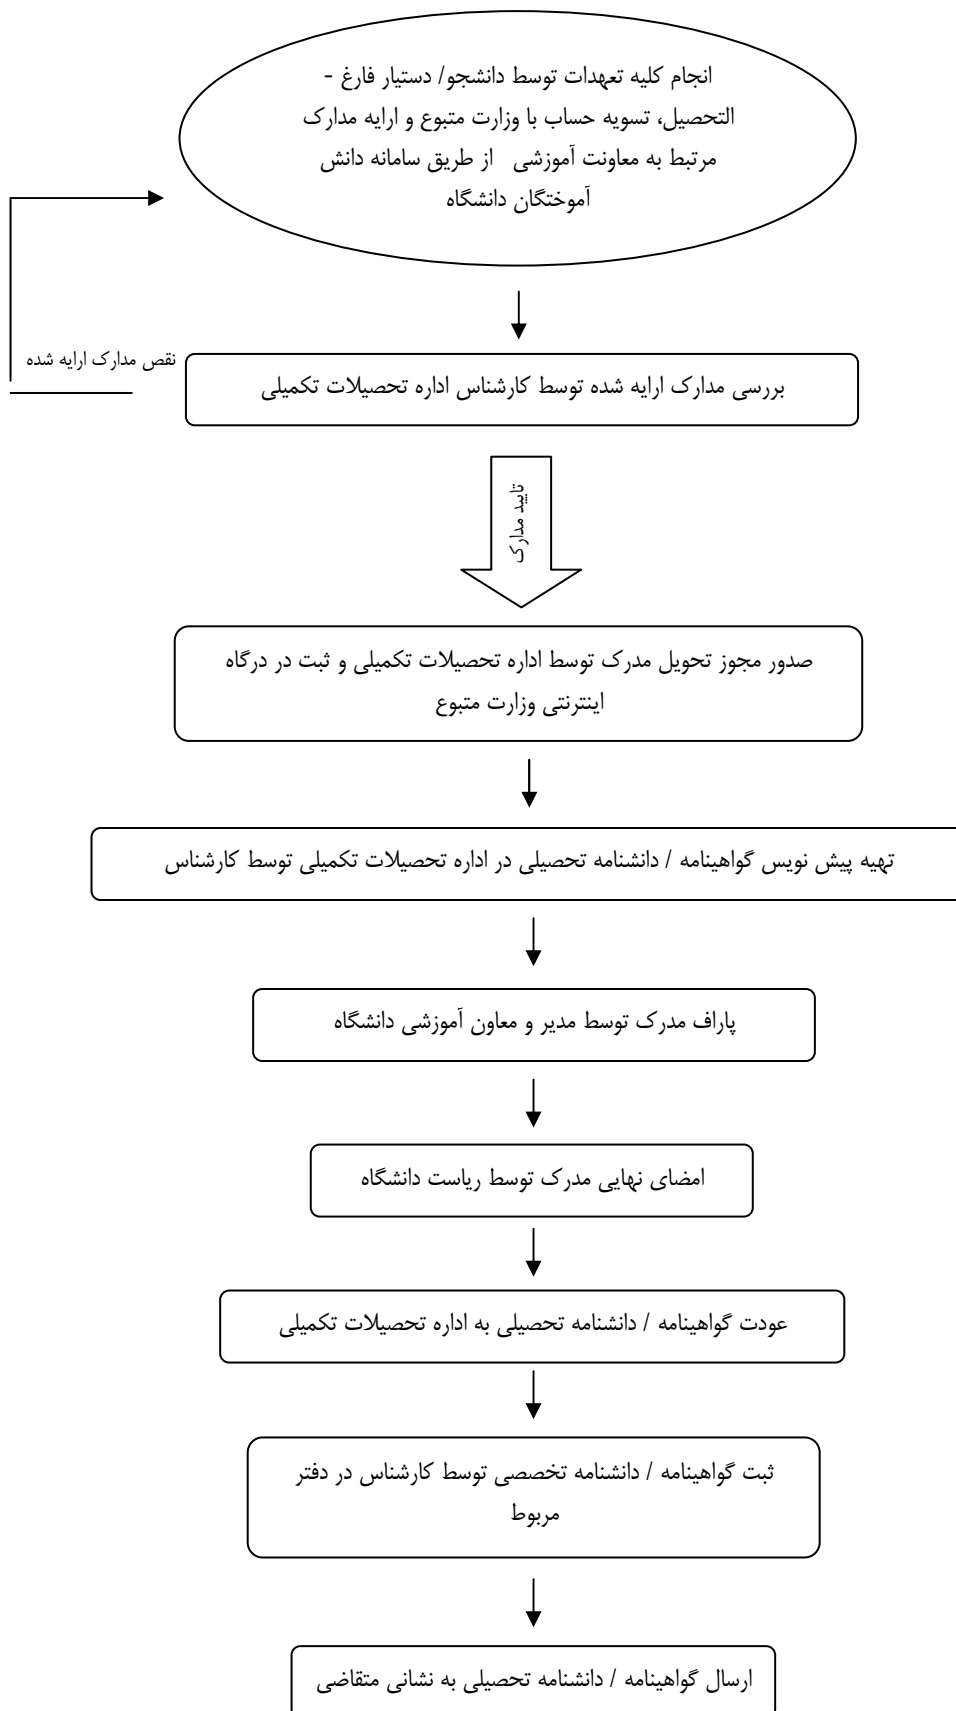 انجام کلیه تعهدات توسط دانشجو/ دستیار فارغ -
التحصیل، تسویه حساب با وزارت متبوع و ارایه مدارک
مرتبط به معاونت آموزشی از طریق سامانه دانش
آموختگان دانشگاه
نقص مدارک ارایه شده
بررسی مدارک ارایه شده توسط کارشناس اداره تحصیلات تکمیلی
تایید مدارک
صدور مجوز تحویل مدرک توسط اداره تحصیلات تکمیلی و ثبت در درگاه
اینترنتی وزارت متبوع
تهیه پیش نویس گواهینامه / دانشنامه تحصیلی در اداره تحصیلات تکمیلی توسط کارشناس
پاراف مدرک توسط مدیر و معاون آموزشی دانشگاه
امضای نهایی مدرک توسط ریاست دانشگاه
عودت گواهینامه / دانشنامه تحصیلی به اداره تحصیلات تکمیلی
ثبت گواهینامه / دانشنامه تخصصی توسط کارشناس در دفتر
مربوط
ارسال گواهینامه / دانشنامه تحصیلی به نشانی متقاضی